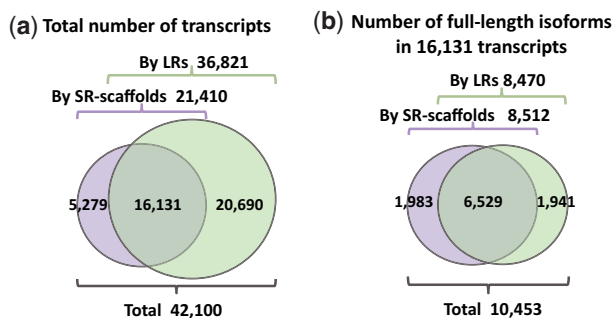 (a) Total number of transcripts
By LRs 36,821
By SR-scaffolds 21,410
5,279 16,131 20,690
Total 42,100
(b) Number of full-length isoforms
in 16,131 transcripts
By LRs 8,470
By SR-scaffolds 8,512
1,983 6,529 1,941
Total 10,453